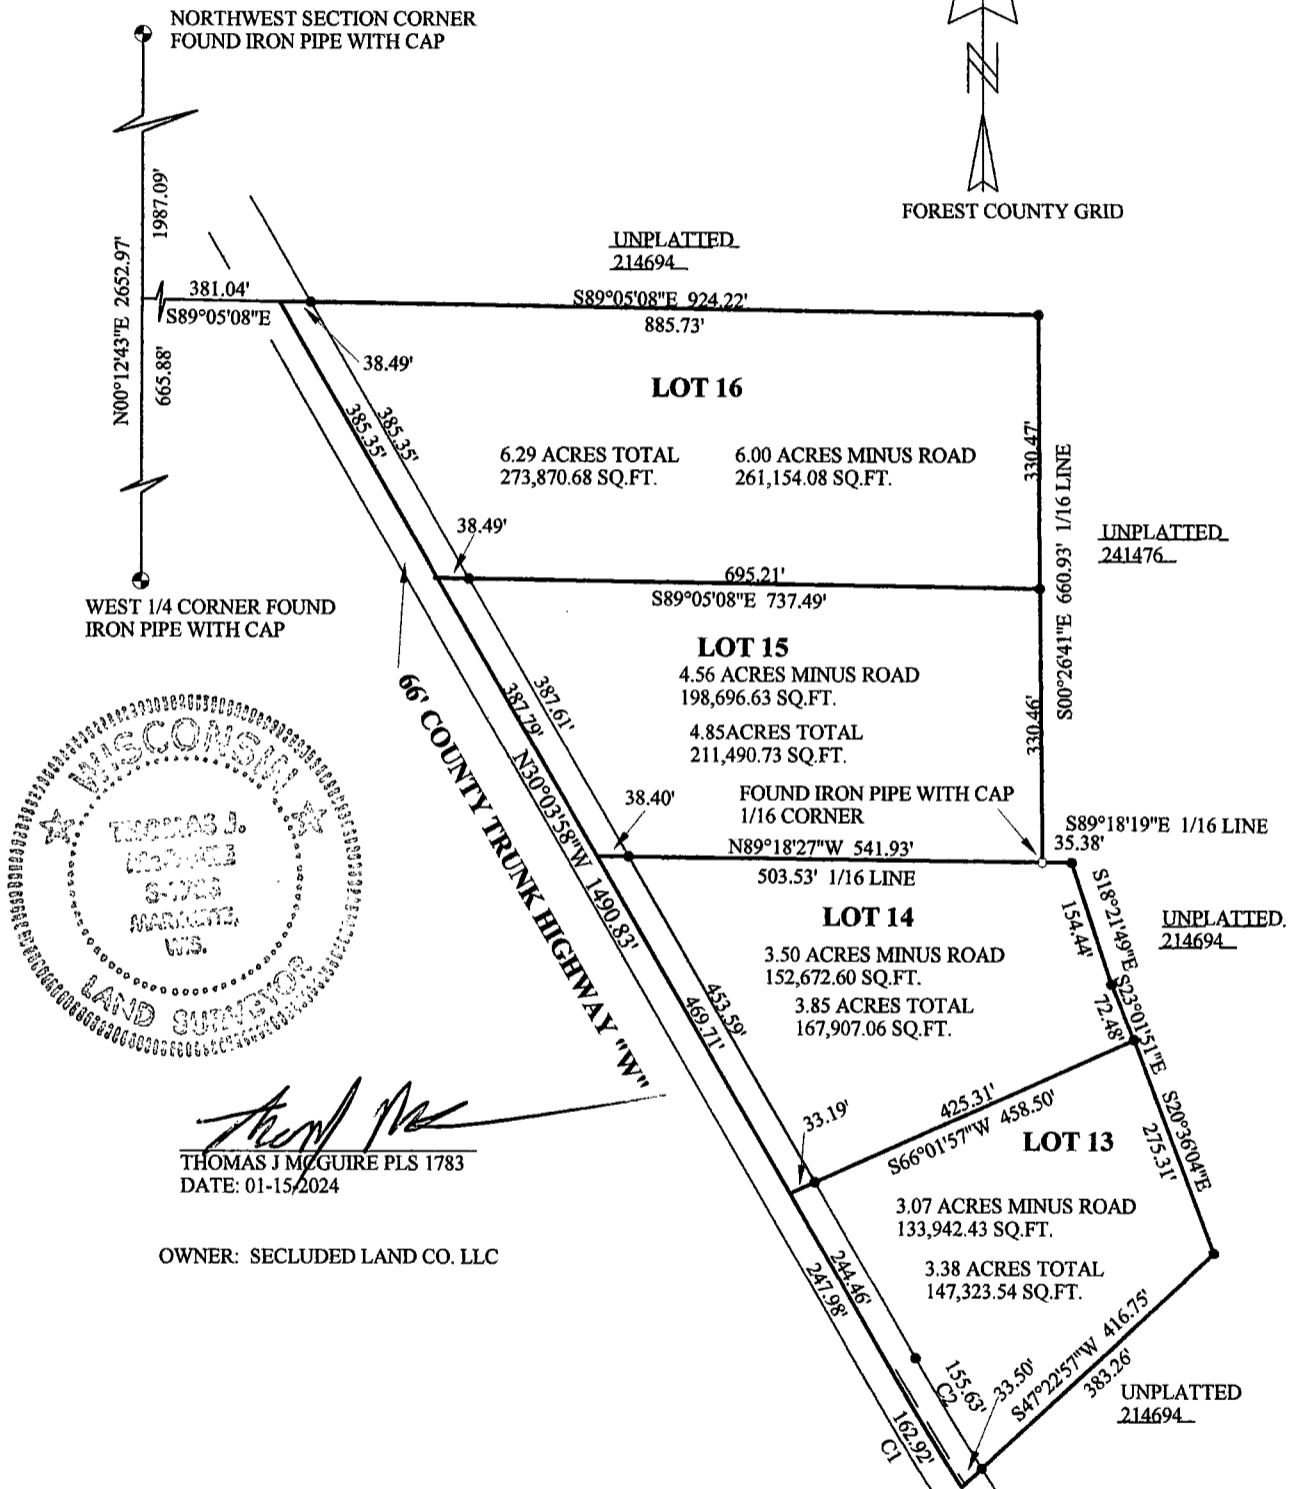 NORTHWEST SECTION CORNER
FOUND IRON PIPE WITH CAP
N
FOREST COUNTY GRID
1987.09'
N00°12'43"E 2652.97'
665.88'
381.04'
S89°05'08"E
UNPLATTED
214694
S89°05'08"E 924.22'
885.73'
38.49'
LOT 16
385.35'
385.35'
6.29 ACRES TOTAL
273,870.68 SQ.FT.
6.00 ACRES MINUS ROAD
261,154.08 SQ.FT.
330.47'
S00°26'41"E 660.93' 1/16 LINE
UNPLATTED
241476
38.49'
695.21'
S89°05'08"E 737.49'
WEST 1/4 CORNER FOUND
IRON PIPE WITH CAP
LOT 15
4.56 ACRES MINUS ROAD
198,696.63 SQ.FT.
4.85ACRES TOTAL
211,490.73 SQ.FT.
330.46'
387.61'
387.79'
66' COUNTY TRUNK HIGHWAY "W"
N30°03'58"W 1490.83'
38.40'
FOUND IRON PIPE WITH CAP
1/16 CORNER
S89°18'19"E 1/16 LINE
35.38'
N89°18'27"W 541.93'
503.53' 1/16 LINE
LOT 14
3.50 ACRES MINUS ROAD
152,672.60 SQ.FT.
3.85 ACRES TOTAL
167,907.06 SQ.FT.
S18°21'49"E
154.44'
UNPLATTED.
214694
S23°01'51"E
72.48'
453.59'
469.71'
33.19'
425.31'
S66°01'57"W 458.50'
LOT 13
S20°36'04"E
275.31'
3.07 ACRES MINUS ROAD
133,942.43 SQ.FT.
3.38 ACRES TOTAL
147,323.54 SQ.FT.
244.46'
247.98'
155.63'
C2
33.50'
S47°22'57"W 416.75'
383.26'
UNPLATTED
214694
162.92'
C1
WISCONSIN
THOMAS J.
WIS.
LAND SURVEYOR
THOMAS J MCGUIRE PLS 1783
DATE: 01-15-2024
OWNER: SECLUDED LAND CO. LLC